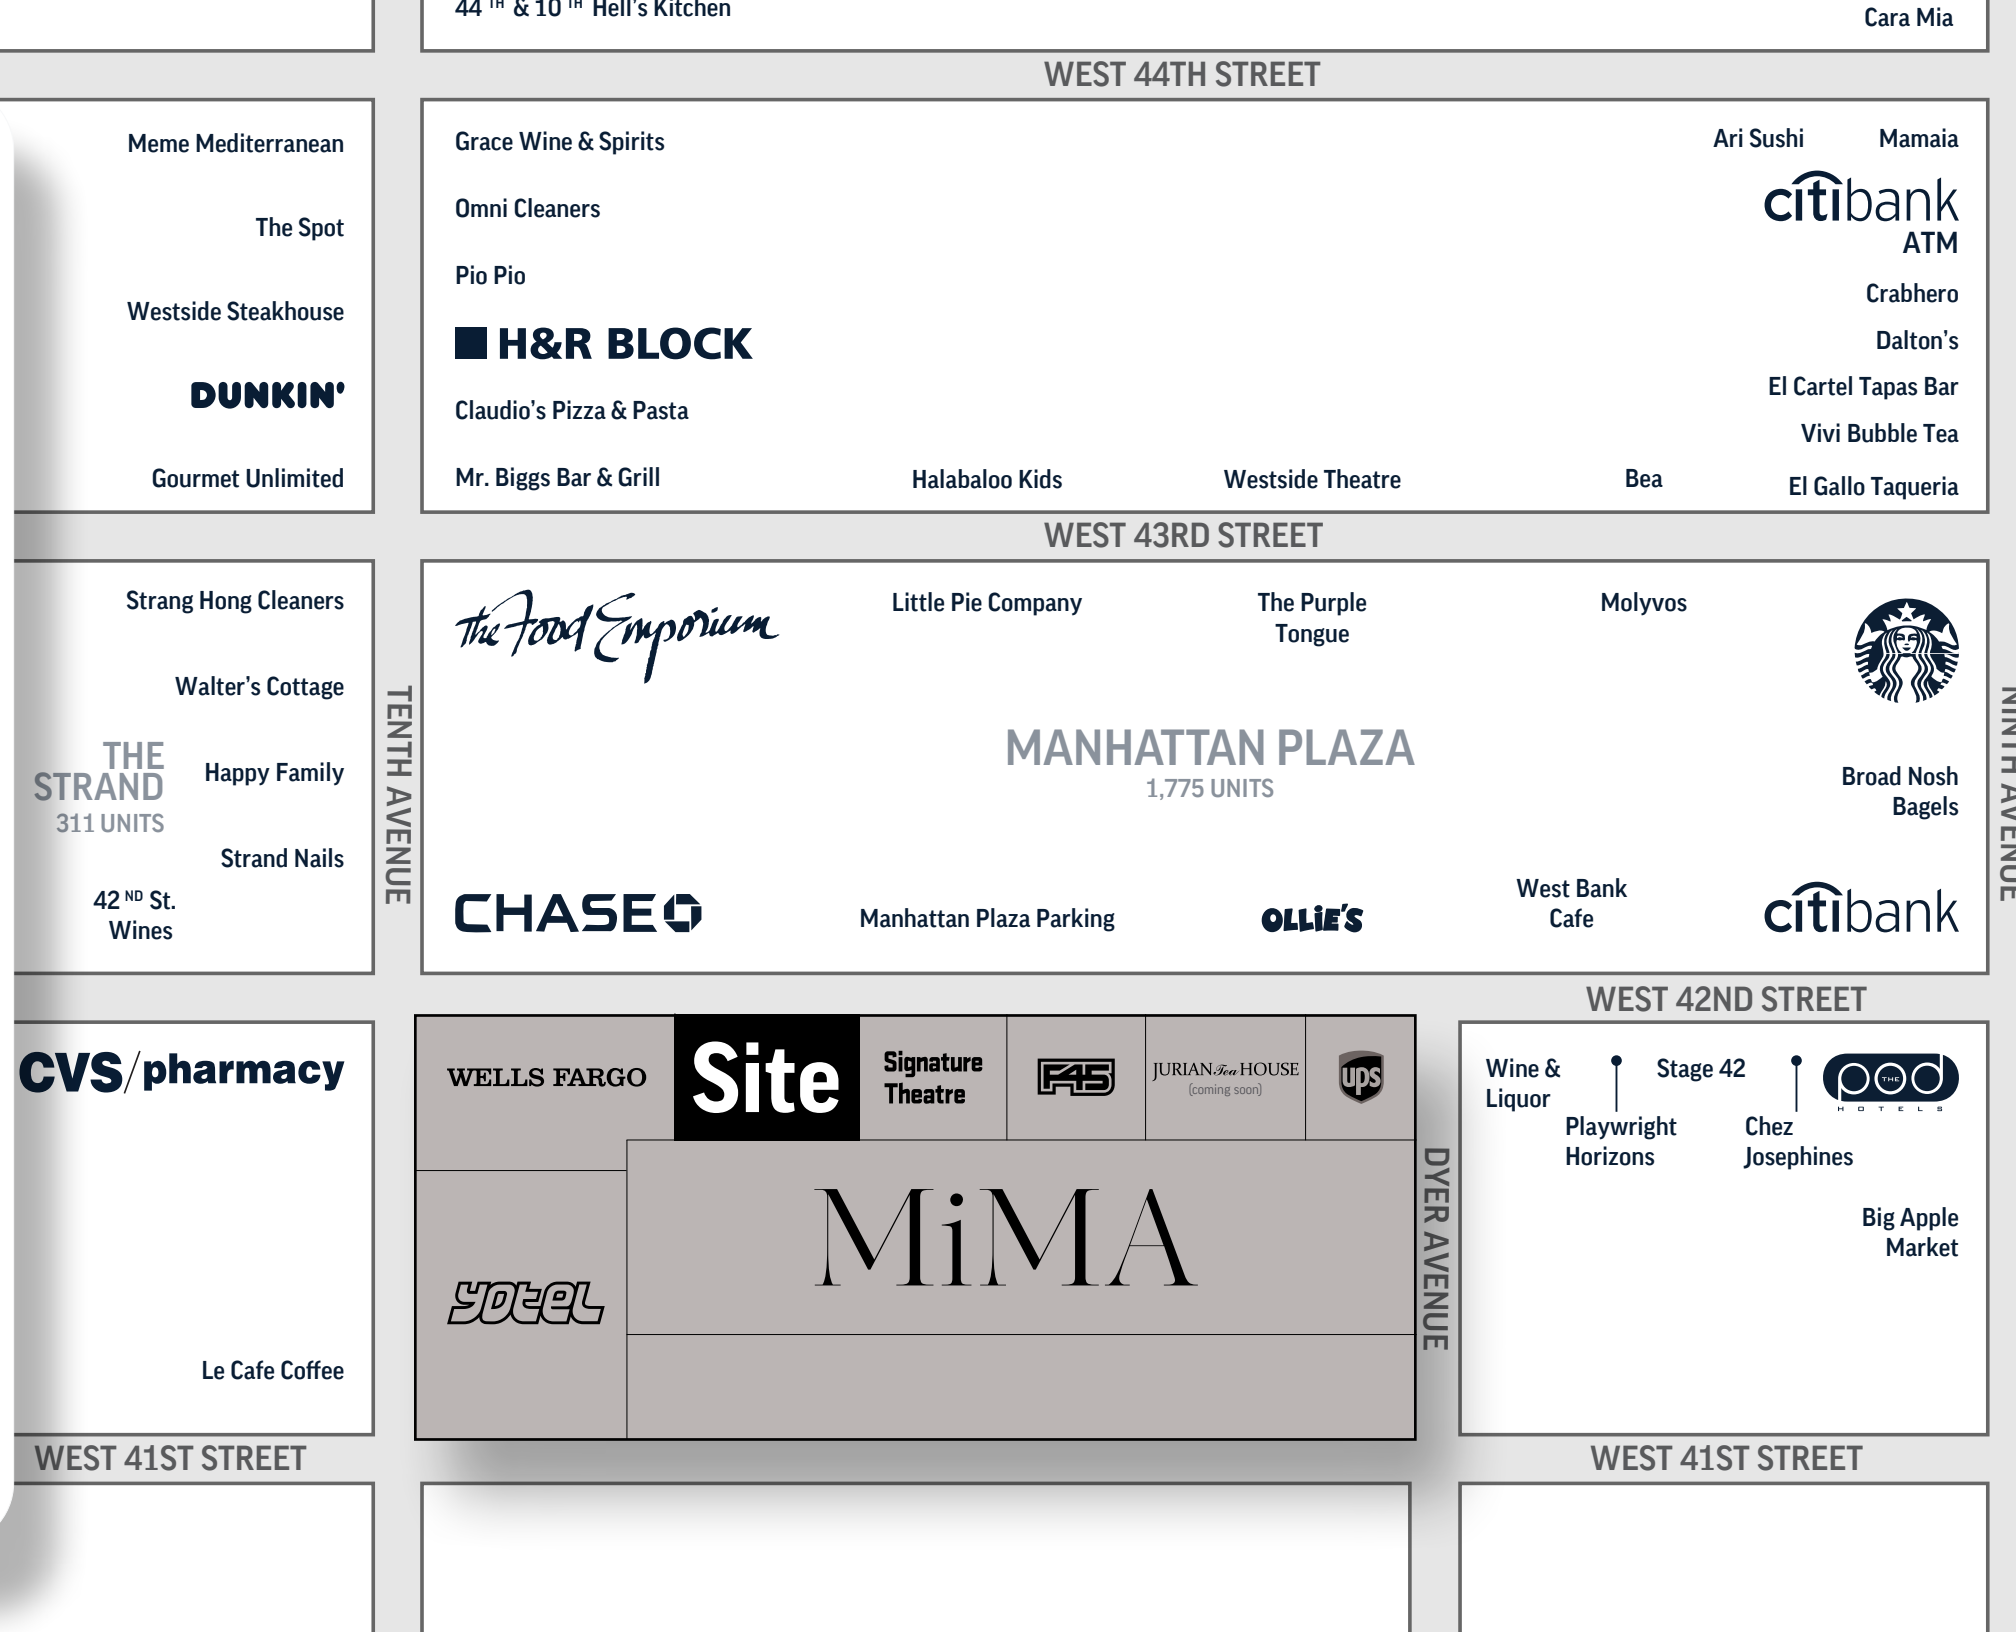 44 TH & 10 TH Hell's Kitchen
Cara Mia
WEST 44TH STREET
Meme Mediterranean
The Spot
Westside Steakhouse
DUNKIN'
Gourmet Unlimited
Grace Wine & Spirits
Omni Cleaners
Pio Pio
H&R BLOCK
Claudio's Pizza & Pasta
Mr. Biggs Bar & Grill
Halabaloo Kids
Westside Theatre
Bea
Ari Sushi
Mamaia
citibank
ATM
Crabhero
Dalton's
El Cartel Tapas Bar
Vivi Bubble Tea
El Gallo Taqueria
WEST 43RD STREET
Strang Hong Cleaners
Walter's Cottage
THE
STRAND
311 UNITS
Happy Family
Strand Nails
42 ND St.
Wines
TENTH AVENUE
The Food Emporium
Little Pie Company
The Purple
Tongue
Molyvos
MANHATTAN PLAZA
1,775 UNITS
Broad Nosh
Bagels
CHASE
Manhattan Plaza Parking
OLLiE'S
West Bank
Cafe
citibank
NINTH AVENUE
WEST 42ND STREET
CVS/pharmacy
Le Cafe Coffee
WELLS FARGO
Site
Signature
Theatre
F45
JURIAN Tea HOUSE
(coming soon)
ups
MiMA
YOTEL
DYER AVENUE
Wine &
Liquor
Playwright
Horizons
Stage 42
Chez
Josephines
THE
pod
HOTELS
Big Apple
Market
WEST 41ST STREET
WEST 41ST STREET